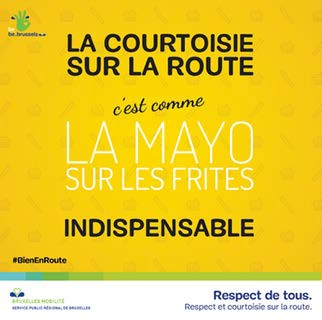 be.brussels
LA COURTOISIE
SUR LA ROUTE
c'est comme
LA MAYO
SUR LES FRITES
INDISPENSABLE
#BienEnRoute
BRUXELLES MOBILITÉ
SERVICE PUBLIC RÉGIONAL DE BRUXELLES
Respect de tous.
Respect et courtoisie sur la route.